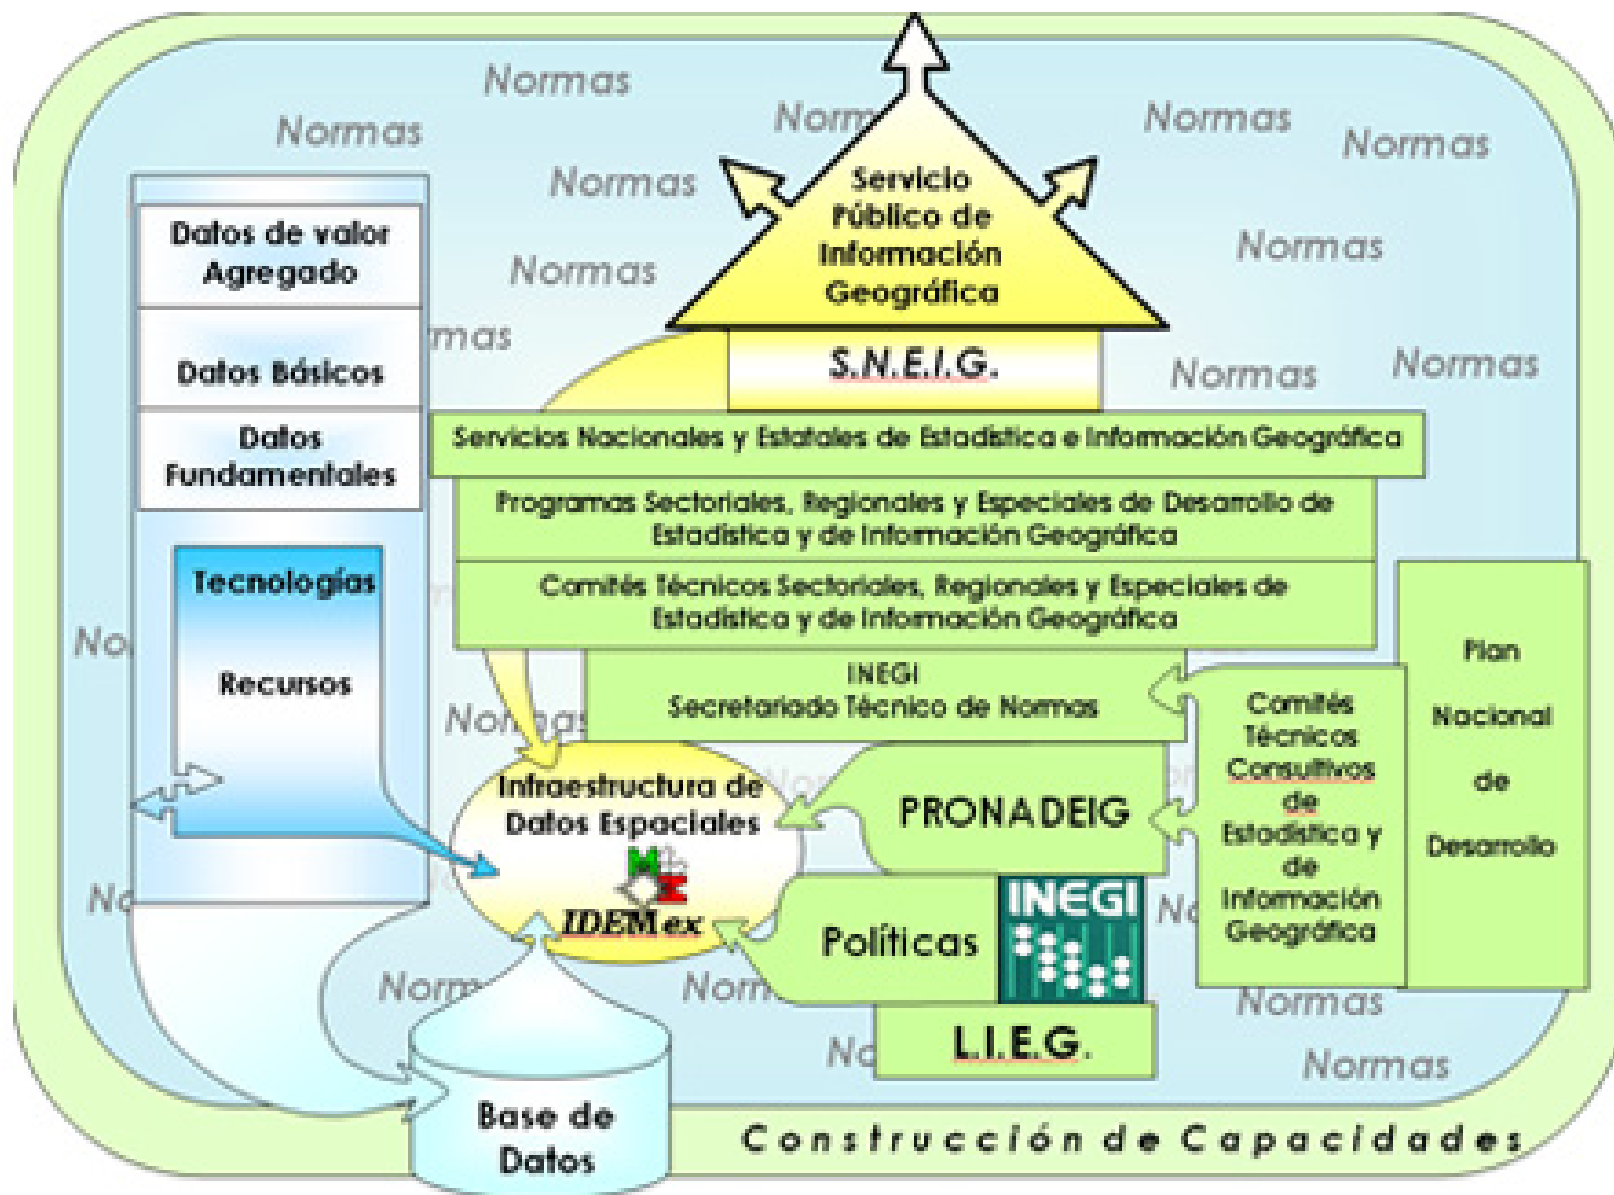 Normas
Normas
Normas
Normas
Normas
Normas
Normas
Normas
Normas
Normas
Servicio
Público de
Información
Geográfica
S.N.E.I.G.
Datos de valor
Agregado
Datos Básicos
Datos
Fundamentales
Tecnologías
Recursos
Servicios Nacionales y Estatales de Estadística e Información Geográfica
Programas Sectoriales, Regionales y Especiales de Desarrollo de
Estadística y de Información Geográfica
Comités Técnicos Sectoriales, Regionales y Especiales de
Estadística y de Información Geográfica
INEGI
Secretariado Técnico de Normas
Normas
Comités
Técnicos
Consultivos
de
Estadística y
de
Información
Geográfica
Plan
Nacional
de
Desarrollo
Infraestructura de
Datos Espaciales
IDEMex
PRONADEIG
Políticas
INEGI
L.I.E.G.
Normas
Normas
Base de
Datos
Construcción de Capacidades